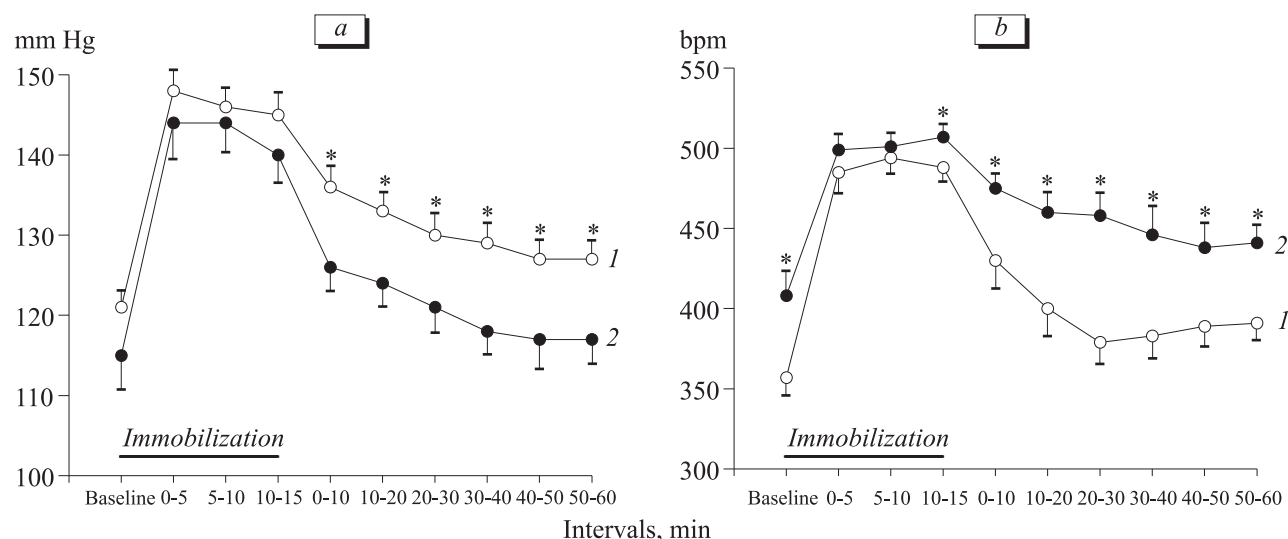 a
mm Hg
150
140
130
120
110
100
* * * * * *
1
2
Immobilization
Baseline 0-5 5-10 10-15 0-10 10-20 20-30 30-40 40-50 50-60
b
bpm
550
500
450
400
350
300
* * * * * * * *
2
1
Immobilization
Baseline 0-5 5-10 10-15 0-10 10-20 20-30 30-40 40-50 50-60
Intervals, min